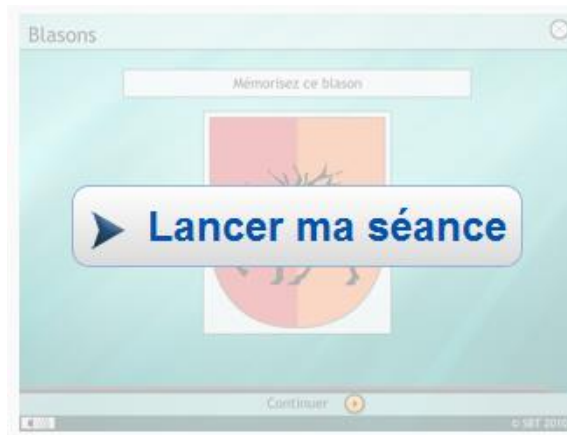 Blasons
Mémorisez ce blason
Lancer ma séance
Continuer
© SBT 2010